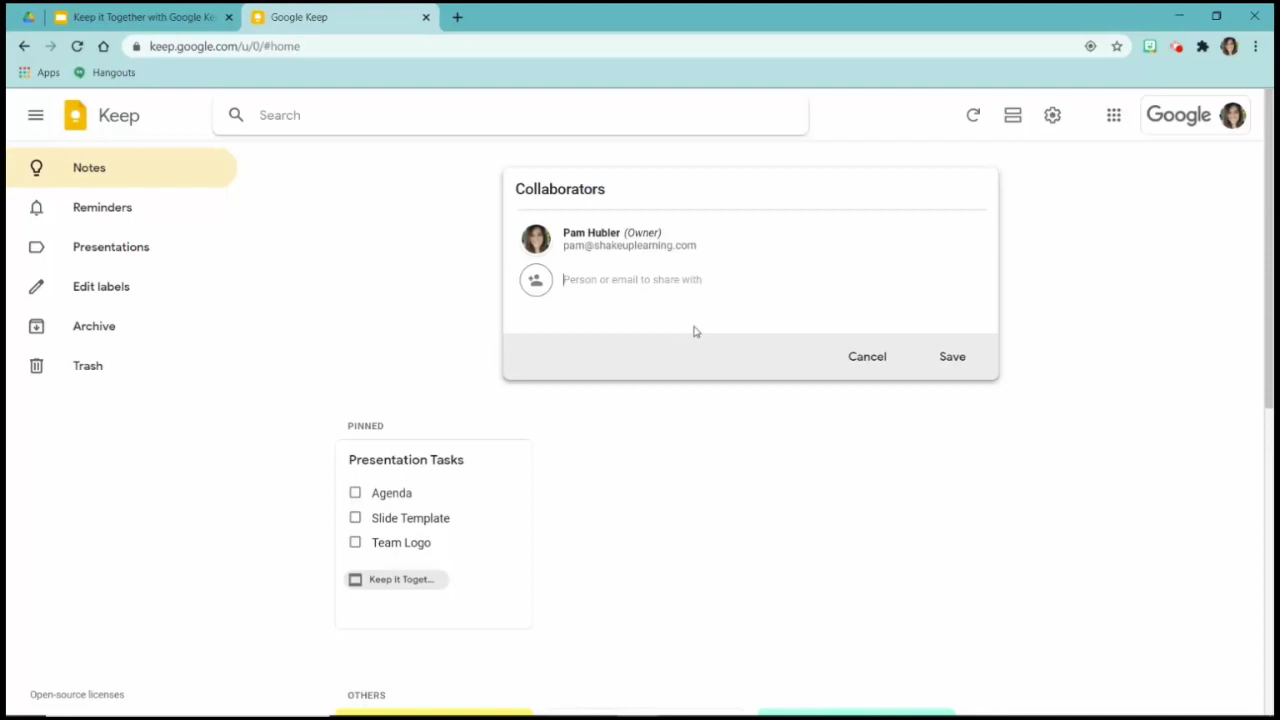 Keep it Together with Google Ke
Google Keep
keep.google.com/u/0/#home
Apps
Hangouts
Keep
Search
Google
Notes
Reminders
Presentations
Edit labels
Archive
Trash
Collaborators
Pam Hubler (Owner)
pam@shakeuplearning.com
Person or email to share with
Cancel
Save
PINNED
Presentation Tasks
Agenda
Slide Template
Team Logo
Keep it Toget...
Open-source licenses
OTHERS